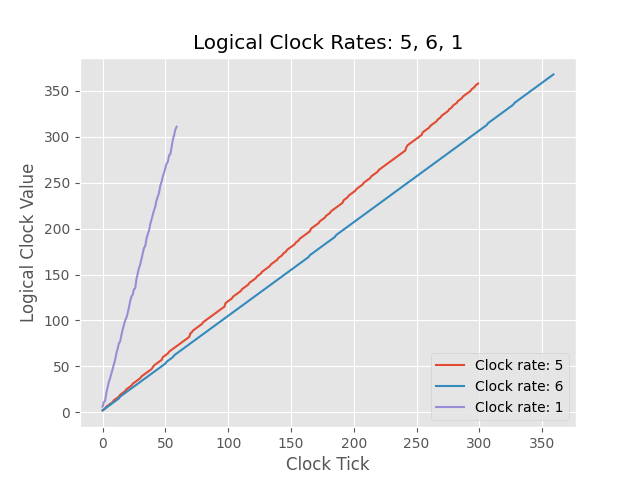 Logical Clock Rates: 5, 6, 1
Logical Clock Value
350
300
250
200
150
100
50
0
0 50 100 150 200 250 300 350
Clock Tick
Clock rate: 5
Clock rate: 6
Clock rate: 1